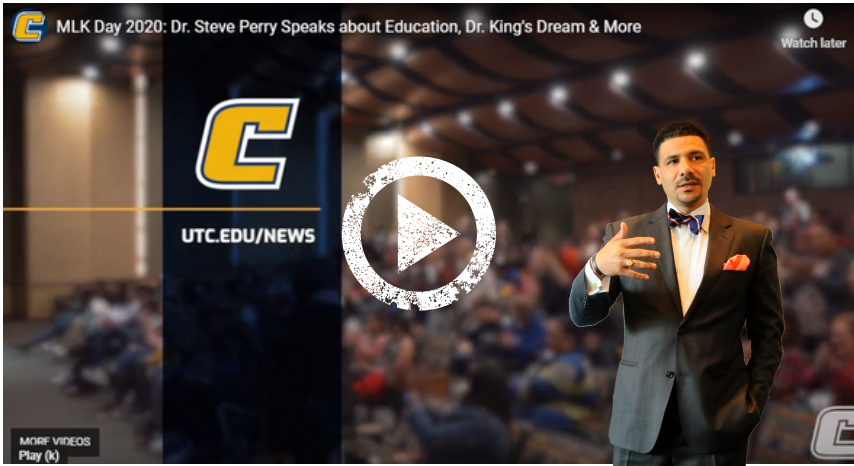 MLK Day 2020: Dr. Steve Perry Speaks about Education, Dr. King's Dream & More
Watch later
C
UTC.EDU/NEWS
MORE VIDEOS
Play (k)
C